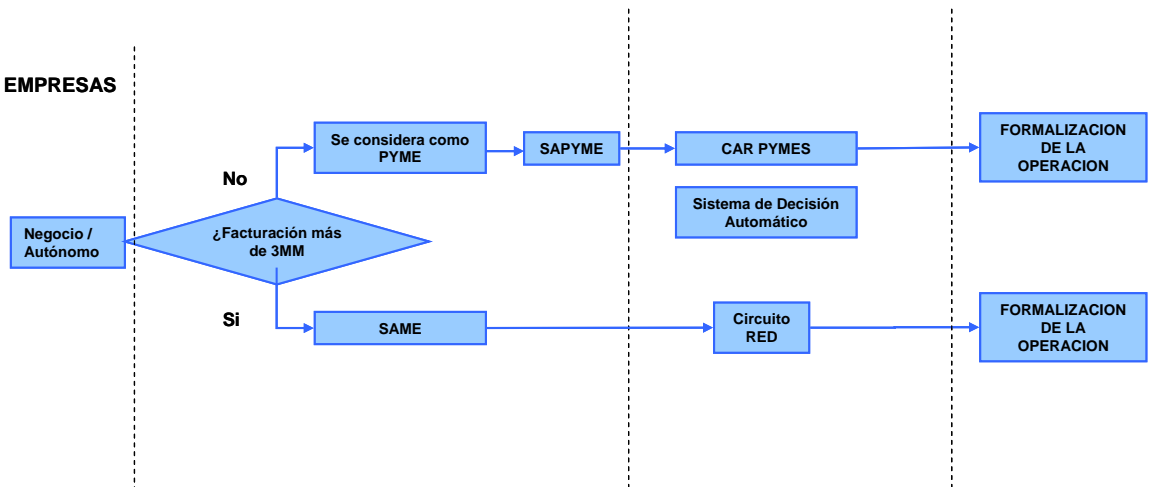 EMPRESAS
Se considera como
PYME
SAPYME
CAR PYMES
FORMALIZACION
DE LA
OPERACION
No
Sistema de Decisión
Automático
Negocio /
Autónomo
¿Facturación más
de 3MM
Si
SAME
Circuito
RED
FORMALIZACION
DE LA
OPERACION